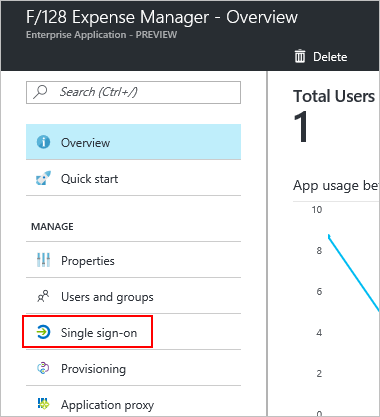 F/128 Expense Manager - Overview
Enterprise Application - PREVIEW
Delete
Search (Ctrl+/)
Overview
Quick start
MANAGE
Properties
Users and groups
Single sign-on
Provisioning
Application proxy
Total Users
1
App usage be
10
8
6
4
2
0